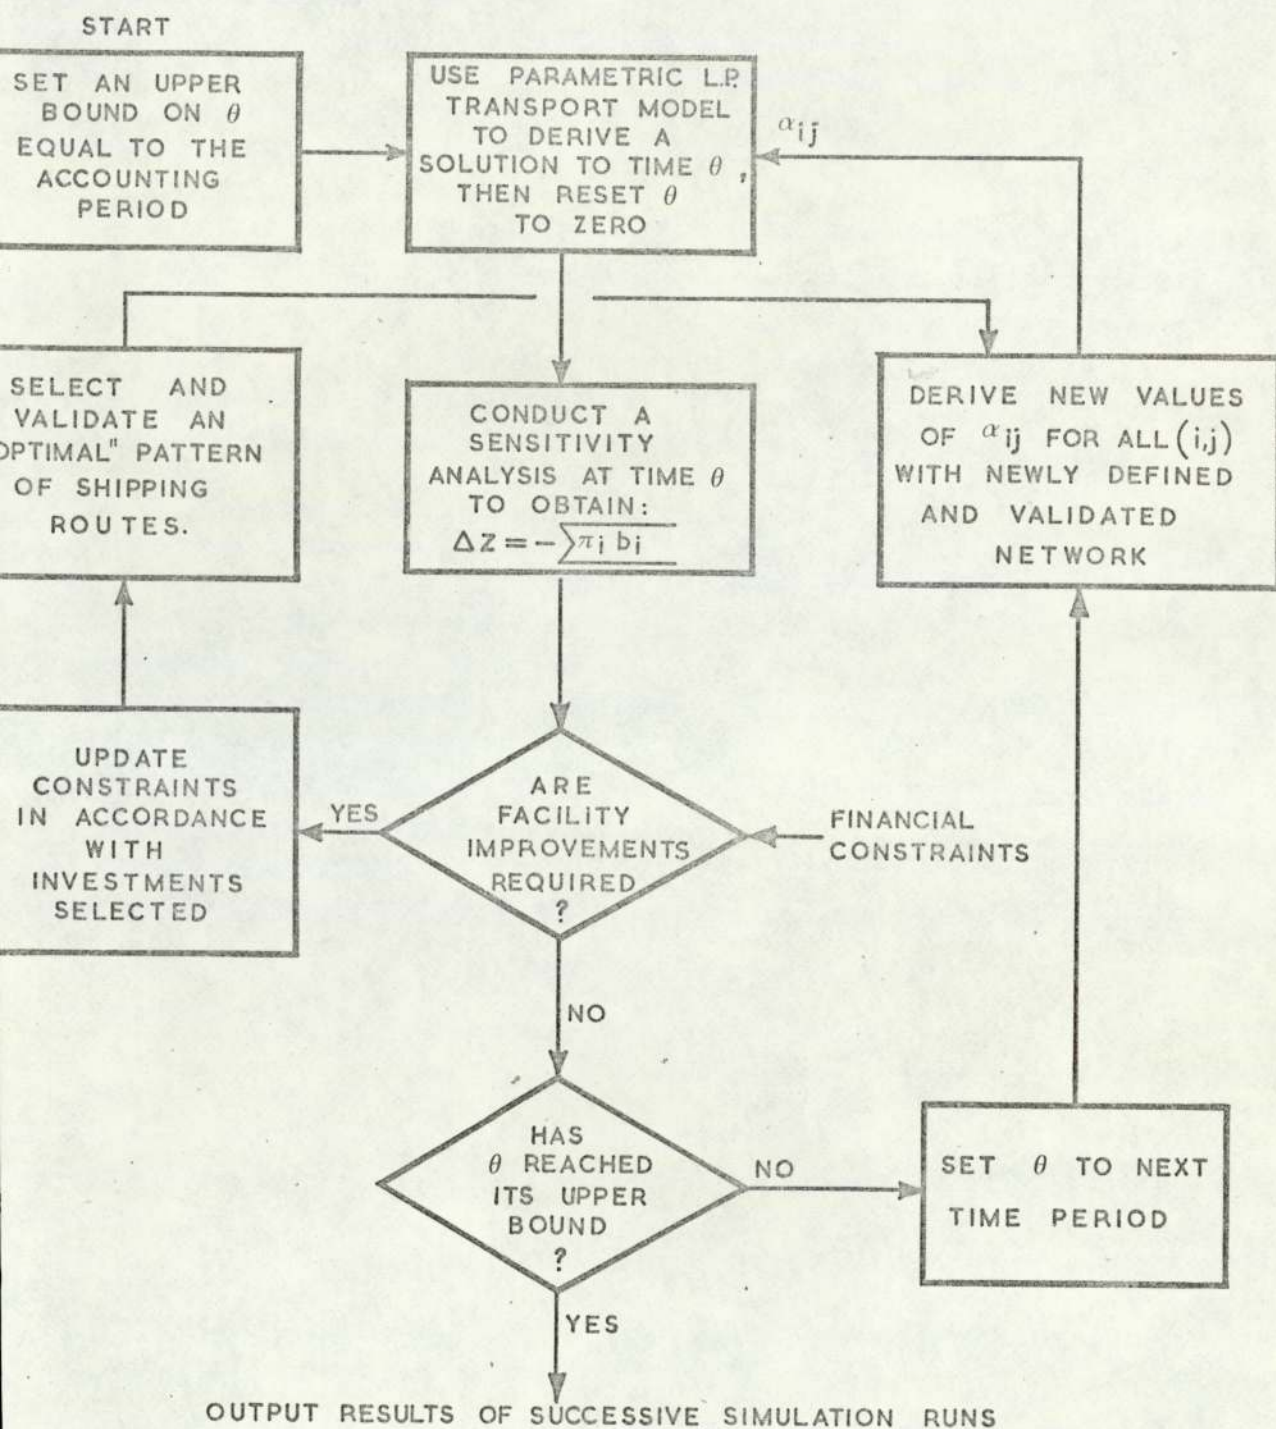 START
SET AN UPPER
BOUND ON θ
EQUAL TO THE
ACCOUNTING
PERIOD
USE PARAMETRIC L.P.
TRANSPORT MODEL
TO DERIVE A
SOLUTION TO TIME θ,
THEN RESET θ
TO ZERO
αij
SELECT AND
VALIDATE AN
OPTIMAL" PATTERN
OF SHIPPING
ROUTES.
CONDUCT A
SENSITIVITY
ANALYSIS AT TIME θ
TO OBTAIN:
ΔZ = -∑πi bi
DERIVE NEW VALUES
OF αij FOR ALL (i,j)
WITH NEWLY DEFINED
AND VALIDATED
NETWORK
UPDATE
CONSTRAINTS
IN ACCORDANCE
WITH
INVESTMENTS
SELECTED
YES
ARE
FACILITY
IMPROVEMENTS
REQUIRED
?
FINANCIAL
CONSTRAINTS
NO
HAS
θ REACHED
ITS UPPER
BOUND
?
NO
SET θ TO NEXT
TIME PERIOD
YES
OUTPUT RESULTS OF SUCCESSIVE SIMULATION RUNS